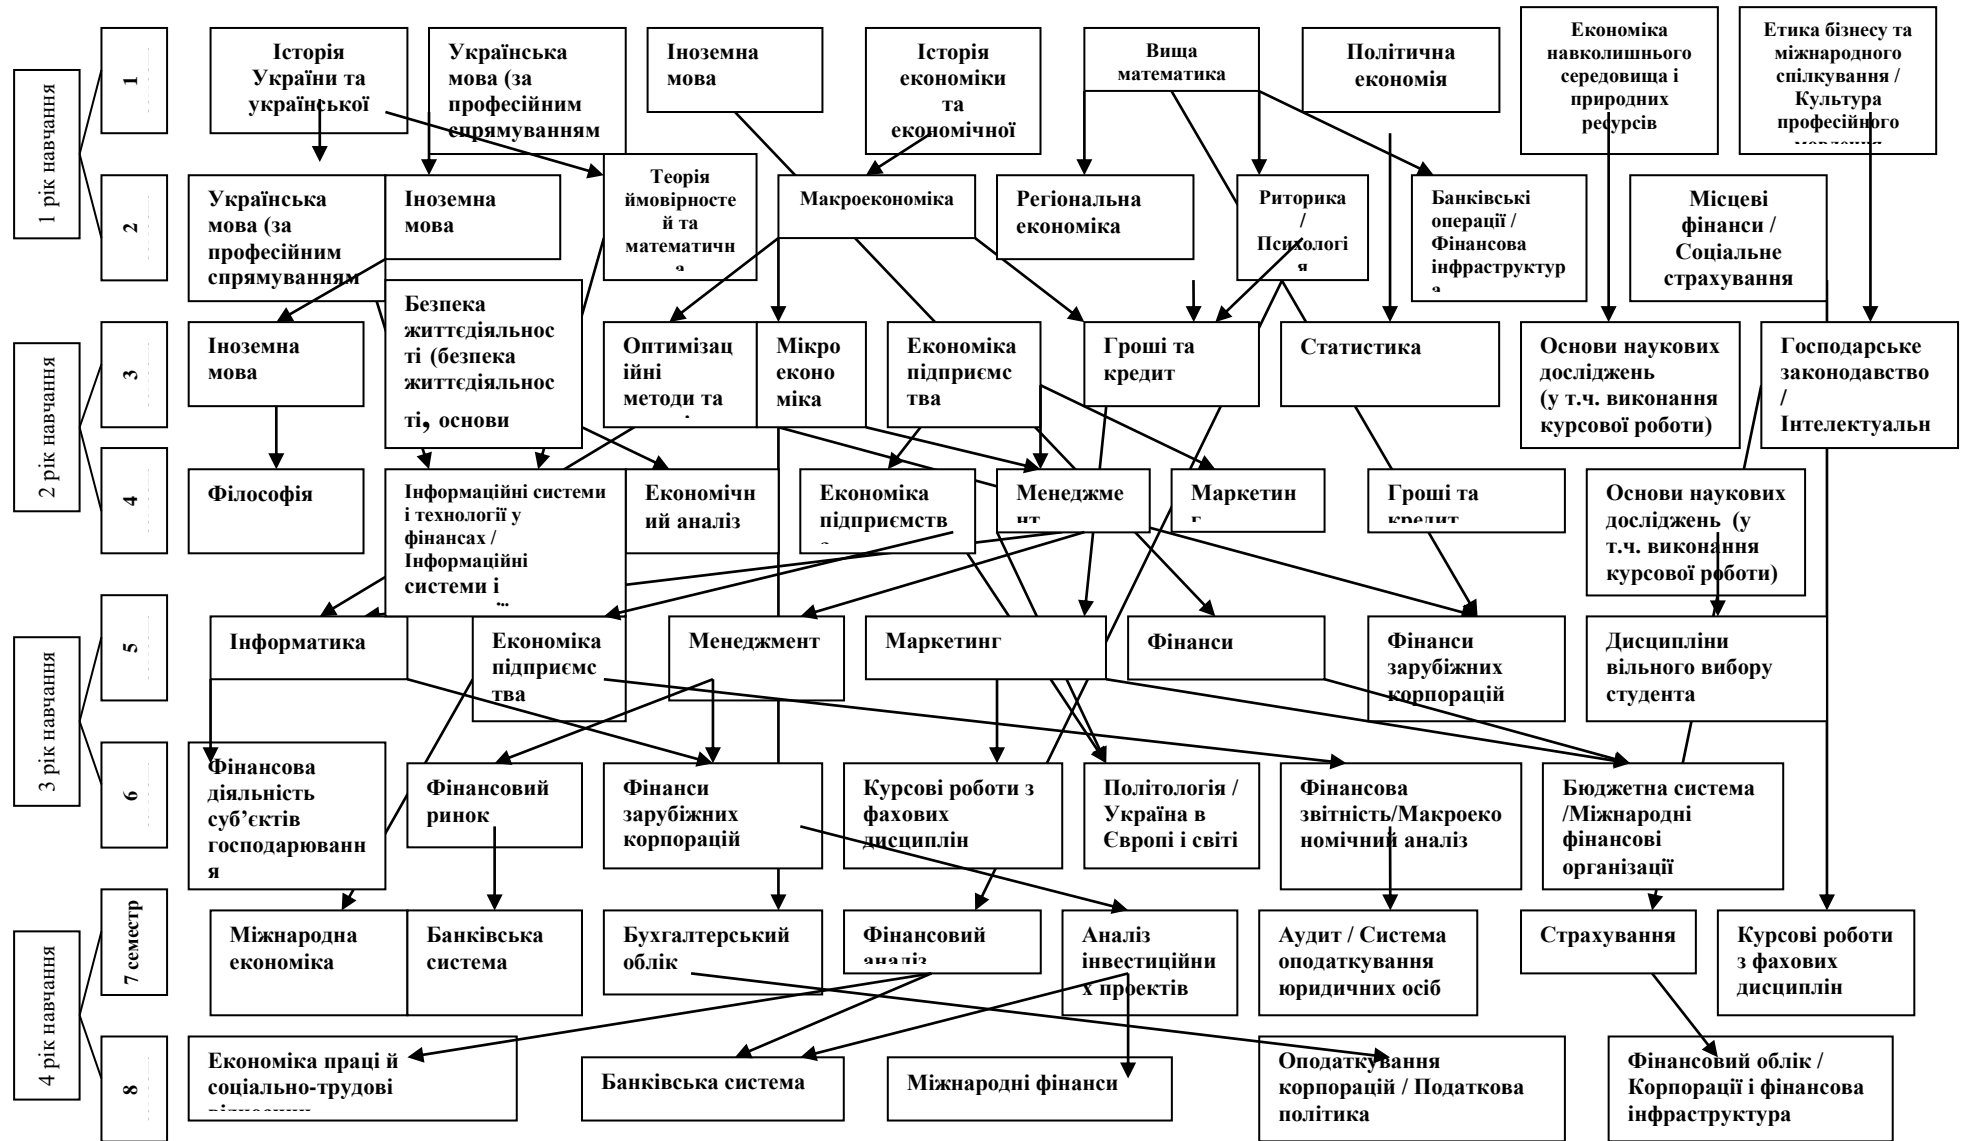 1 рік навчання
1
Історія
України та
української
Українська
мова (за
професійним
спрямуванням
Іноземна
мова
Історія
економіки
та
економічної
Вища
математика
Політична
економія
Економіка
навколишнього
середовища і
природних
ресурсів
Етика бізнесу та
міжнародного
спілкування /
Культура
професійного
мовлення
2
Українська
мова (за
професійним
спрямуванням
Іноземна
мова
Теорія
ймовірносте
й та
математичн
а
Макроекономіка
Регіональна
економіка
Риторика
/
Психологі
я
Банківські
операції /
Фінансова
інфраструктур
а
Місцеві
фінанси /
Соціальне
страхування
2 рік навчання
3
Іноземна
мова
Безпека
життєдіяльнос
ті (безпека
життєдіяльнос
ті, основи
Оптимізац
ійні
методи та
Мікро
еконо
міка
Економіка
підприємс
тва
Гроші та
кредит
Статистика
Основи наукових
досліджень
(у т.ч. виконання
курсової роботи)
Господарське
законодавство
/
Інтелектуальн
4
Філософія
Інформаційні системи
і технології у
фінансах /
Інформаційні
системи і
Економічн
ий аналіз
Економіка
підприємств
а
Менеджме
нт
Маркетин
г
Гроші та
кредит
Основи наукових
досліджень (у
т.ч. виконання
курсової роботи)
3 рік навчання
5
Інформатика
Економіка
підприємс
тва
Менеджмент
Маркетинг
Фінанси
Фінанси
зарубіжних
корпорацій
Дисципліни
вільного вибору
студента
6
Фінансова
діяльність
суб’єктів
господарюванн
я
Фінансовий
ринок
Фінанси
зарубіжних
корпорацій
Курсові роботи з
фахових
дисциплін
Політологія /
Україна в
Європі і світі
Фінансова
звітність/Макроеко
номічний аналіз
Бюджетна система
/Міжнародні
фінансові
організації
4 рік навчання
7 семестр
Міжнародна
економіка
Банківська
система
Бухгалтерський
облік
Фінансовий
аналіз
Аналіз
інвестиційни
х проектів
Аудит / Система
оподаткування
юридичних осіб
Страхування
Курсові роботи
з фахових
дисциплін
8
Економіка праці й
соціально-трудові
відносини
Банківська система
Міжнародні фінанси
Оподаткування
корпорацій / Податкова
політика
Фінансовий облік /
Корпорації і фінансова
інфраструктура